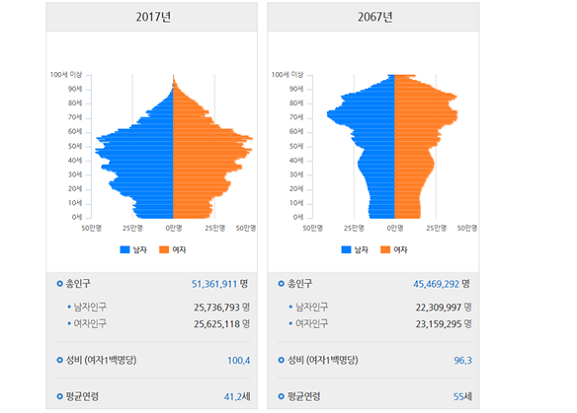 2017년
100세 이상
90세
80세
70세
60세
50세
40세
30세
20세
10세
0세
50만명
25만명
0만명
25만명
50만명
남자 여자
총인구 51,361,911 명
남자인구 25,736,793 명
여자인구 25,625,118 명
성비 (여자1백명당) 100,4
평균연령 41,2세
2067년
100세 이상
90세
80세
70세
60세
50세
40세
30세
20세
10세
0세
50만명
25만명
0만명
25만명
50만명
남자 여자
총인구 45,469,292 명
남자인구 22,309,997 명
여자인구 23,159,295 명
성비 (여자1백명당) 96,3
평균연령 55세